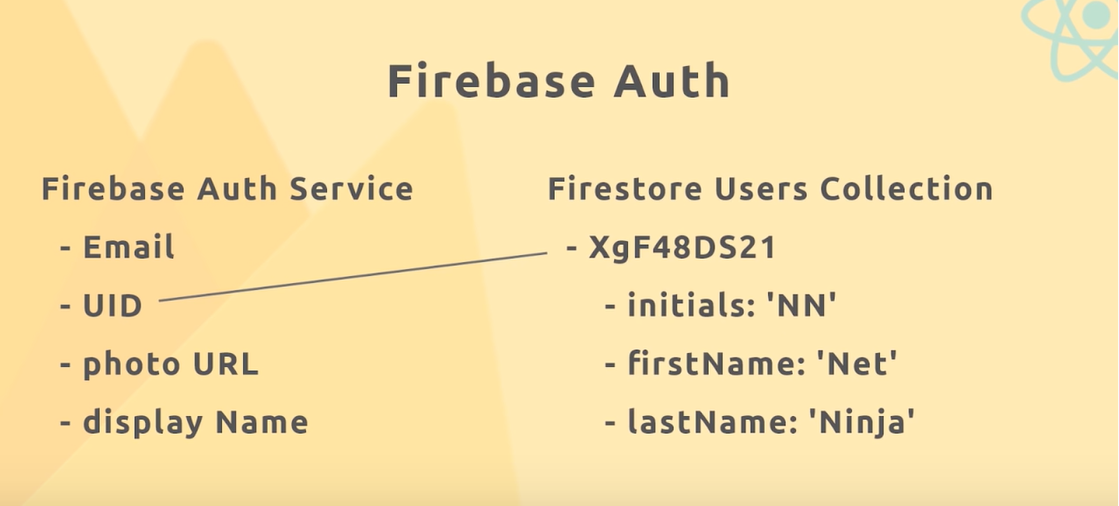 Firebase Auth
Firebase Auth Service
- Email
- UID
- photo URL
- display Name
Firestore Users Collection
- XgF48DS21
- initials: 'NN'
- firstName: 'Net'
- lastName: 'Ninja'